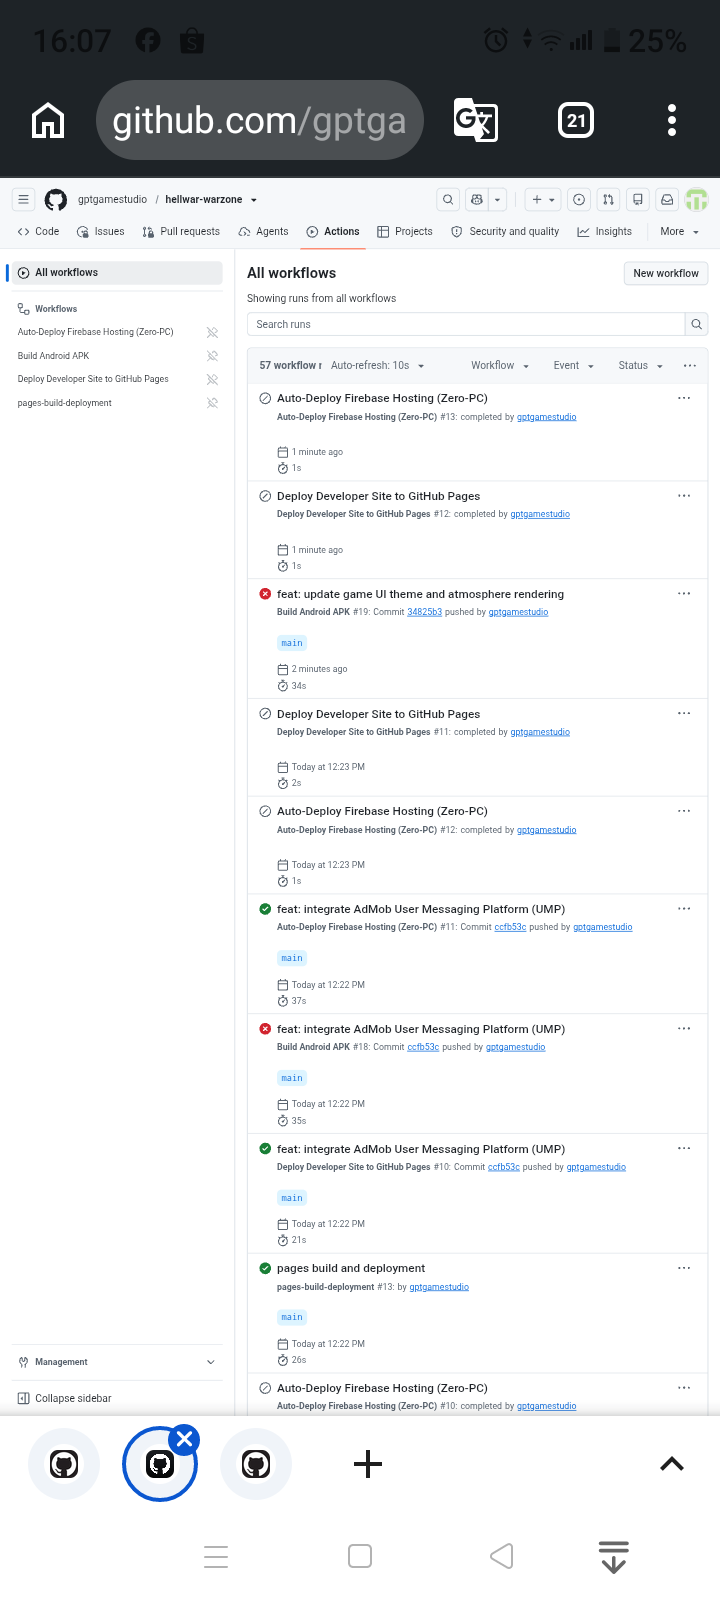 16:07
25%
github.com/gptga
21
gptgamestudio / hellwar-warzone
Code
Issues
Pull requests
Agents
Actions
Projects
Security and quality
Insights
More
All workflows
Workflows
Auto-Deploy Firebase Hosting (Zero-PC)
Build Android APK
Deploy Developer Site to GitHub Pages
pages-build-deployment
Management
Collapse sidebar
All workflows
New workflow
Showing runs from all workflows
Search runs
57 workflow r
Auto-refresh: 10s
Workflow
Event
Status
Auto-Deploy Firebase Hosting (Zero-PC)
Auto-Deploy Firebase Hosting (Zero-PC) #13: completed by gptgamestudio
1 minute ago
1s
Deploy Developer Site to GitHub Pages
Deploy Developer Site to GitHub Pages #12: completed by gptgamestudio
1 minute ago
1s
feat: update game UI theme and atmosphere rendering
Build Android APK #19: Commit 34825b3 pushed by gptgamestudio
main
2 minutes ago
34s
Deploy Developer Site to GitHub Pages
Deploy Developer Site to GitHub Pages #11: completed by gptgamestudio
Today at 12:23 PM
2s
Auto-Deploy Firebase Hosting (Zero-PC)
Auto-Deploy Firebase Hosting (Zero-PC) #12: completed by gptgamestudio
Today at 12:23 PM
1s
feat: integrate AdMob User Messaging Platform (UMP)
Auto-Deploy Firebase Hosting (Zero-PC) #11: Commit ccfb53c pushed by gptgamestudio
main
Today at 12:22 PM
37s
feat: integrate AdMob User Messaging Platform (UMP)
Build Android APK #18: Commit ccfb53c pushed by gptgamestudio
main
Today at 12:22 PM
35s
feat: integrate AdMob User Messaging Platform (UMP)
Deploy Developer Site to GitHub Pages #10: Commit ccfb53c pushed by gptgamestudio
main
Today at 12:22 PM
21s
pages build and deployment
pages-build-deployment #13: by gptgamestudio
main
Today at 12:22 PM
26s
Auto-Deploy Firebase Hosting (Zero-PC)
Auto-Deploy Firebase Hosting (Zero-PC) #10: completed by gptgamestudio